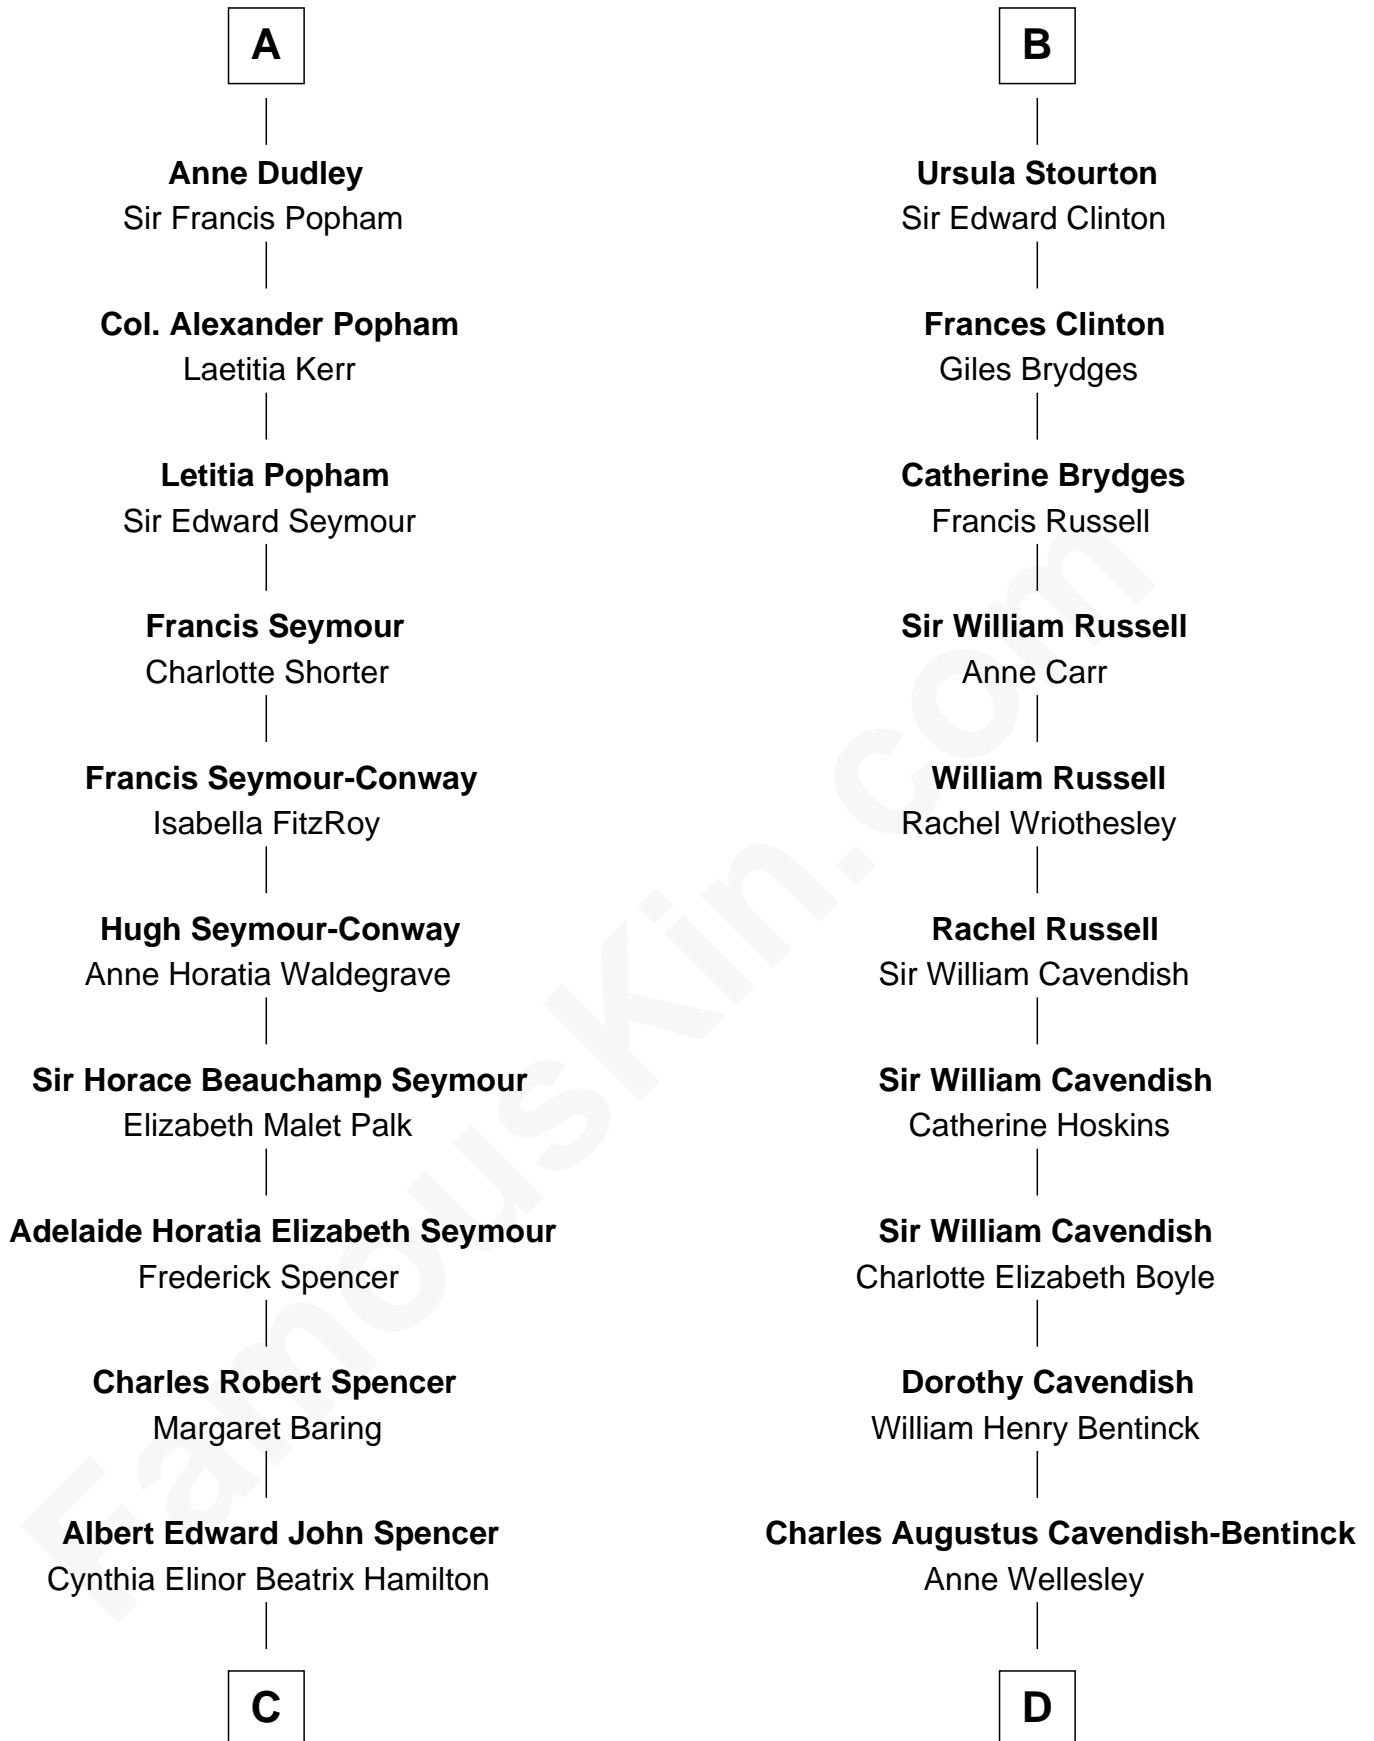 A
Anne Dudley
Sir Francis Popham
Col. Alexander Popham
Laetitia Kerr
Letitia Popham
Sir Edward Seymour
Francis Seymour
Charlotte Shorter
Francis Seymour-Conway
Isabella FitzRoy
Hugh Seymour-Conway
Anne Horatia Waldegrave
Sir Horace Beauchamp Seymour
Elizabeth Malet Palk
Adelaide Horatia Elizabeth Seymour
Frederick Spencer
Charles Robert Spencer
Margaret Baring
Albert Edward John Spencer
Cynthia Elinor Beatrix Hamilton
C
B
Ursula Stourton
Sir Edward Clinton
Frances Clinton
Giles Brydges
Catherine Brydges
Francis Russell
Sir William Russell
Anne Carr
William Russell
Rachel Wriothesley
Rachel Russell
Sir William Cavendish
Sir William Cavendish
Catherine Hoskins
Sir William Cavendish
Charlotte Elizabeth Boyle
Dorothy Cavendish
William Henry Bentinck
Charles Augustus Cavendish-Bentinck
Anne Wellesley
D
FamousKin.com